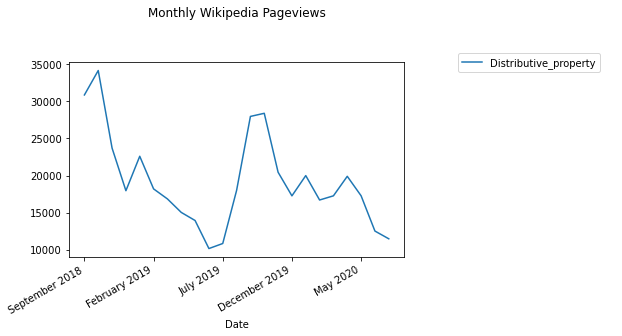 Monthly Wikipedia Pageviews
Distributive_property
35000
30000
25000
20000
15000
10000
September 2018
February 2019
July 2019
December 2019
May 2020
Date